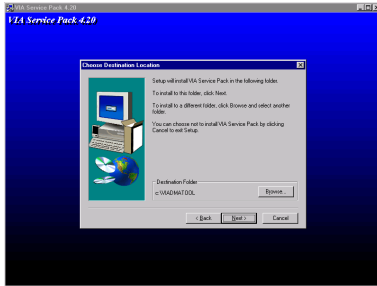 VIA Service Pack 4.20
VIA Service Pack 4.20
Choose Destination Location
Setup will install VIA Service Pack in the following folder.
To install to this folder, click Next.
To install to a different folder, click Browse and select another
folder.
You can choose not to install VIA Service Pack by clicking
Cancel to exit Setup.
Destination Folder
c:\VIADMATOOL
Browse...
< Back
Next >
Cancel